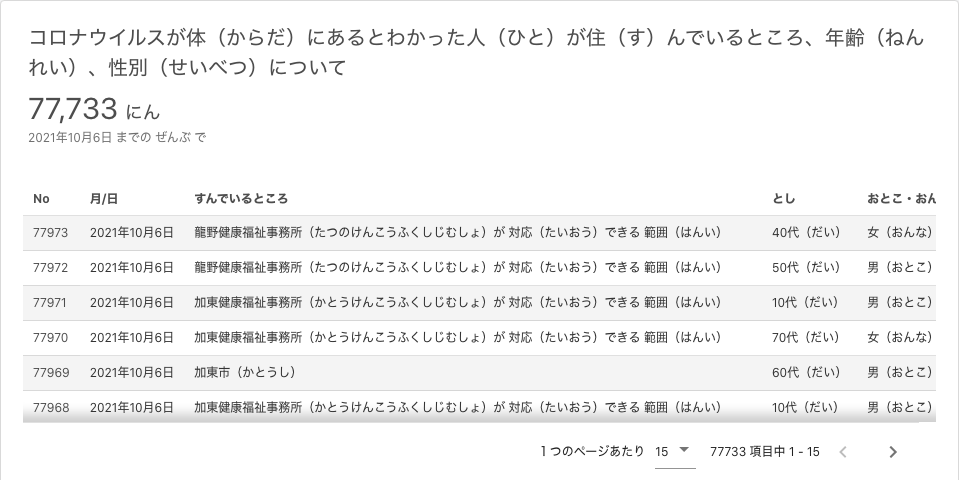 コロナウイルスが体（からだ）にあるとわかった人（ひと）が住（す）んでいるところ、年齢（ねん
れい）、性別（せいべつ）について
77,733 にん
2021年10月6日 までの ぜんぶ で
No 月/日 すんでいるところ とし おとこ・おん
77973 2021年10月6日 龍野健康福祉事務所（たつのけんこうふくしじむしょ）が 対応（たいおう）できる 範囲（はんい） 40代（だい） 女（おんな）
77972 2021年10月6日 龍野健康福祉事務所（たつのけんこうふくしじむしょ）が 対応（たいおう）できる 範囲（はんい） 50代（だい） 男（おとこ）
77971 2021年10月6日 加東健康福祉事務所（かとうけんこうふくしじむしょ）が 対応（たいおう）できる 範囲（はんい） 10代（だい） 男（おとこ）
77970 2021年10月6日 加東健康福祉事務所（かとうけんこうふくしじむしょ）が 対応（たいおう）できる 範囲（はんい） 70代（だい） 女（おんな）
77969 2021年10月6日 加東市（かとうし） 60代（だい） 男（おとこ）
77968 2021年10月6日 加東健康福祉事務所（かとうけんこうふくしじむしょ）が 対応（たいおう）できる 範囲（はんい） 10代（だい） 男（おとこ）
1 つのページあたり 15 77733 項目中 1 - 15